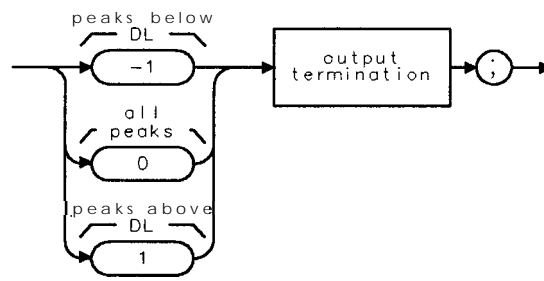 peaks below
DL
-1
output
termination
;
all
peaks
0
peaks above
DL
1